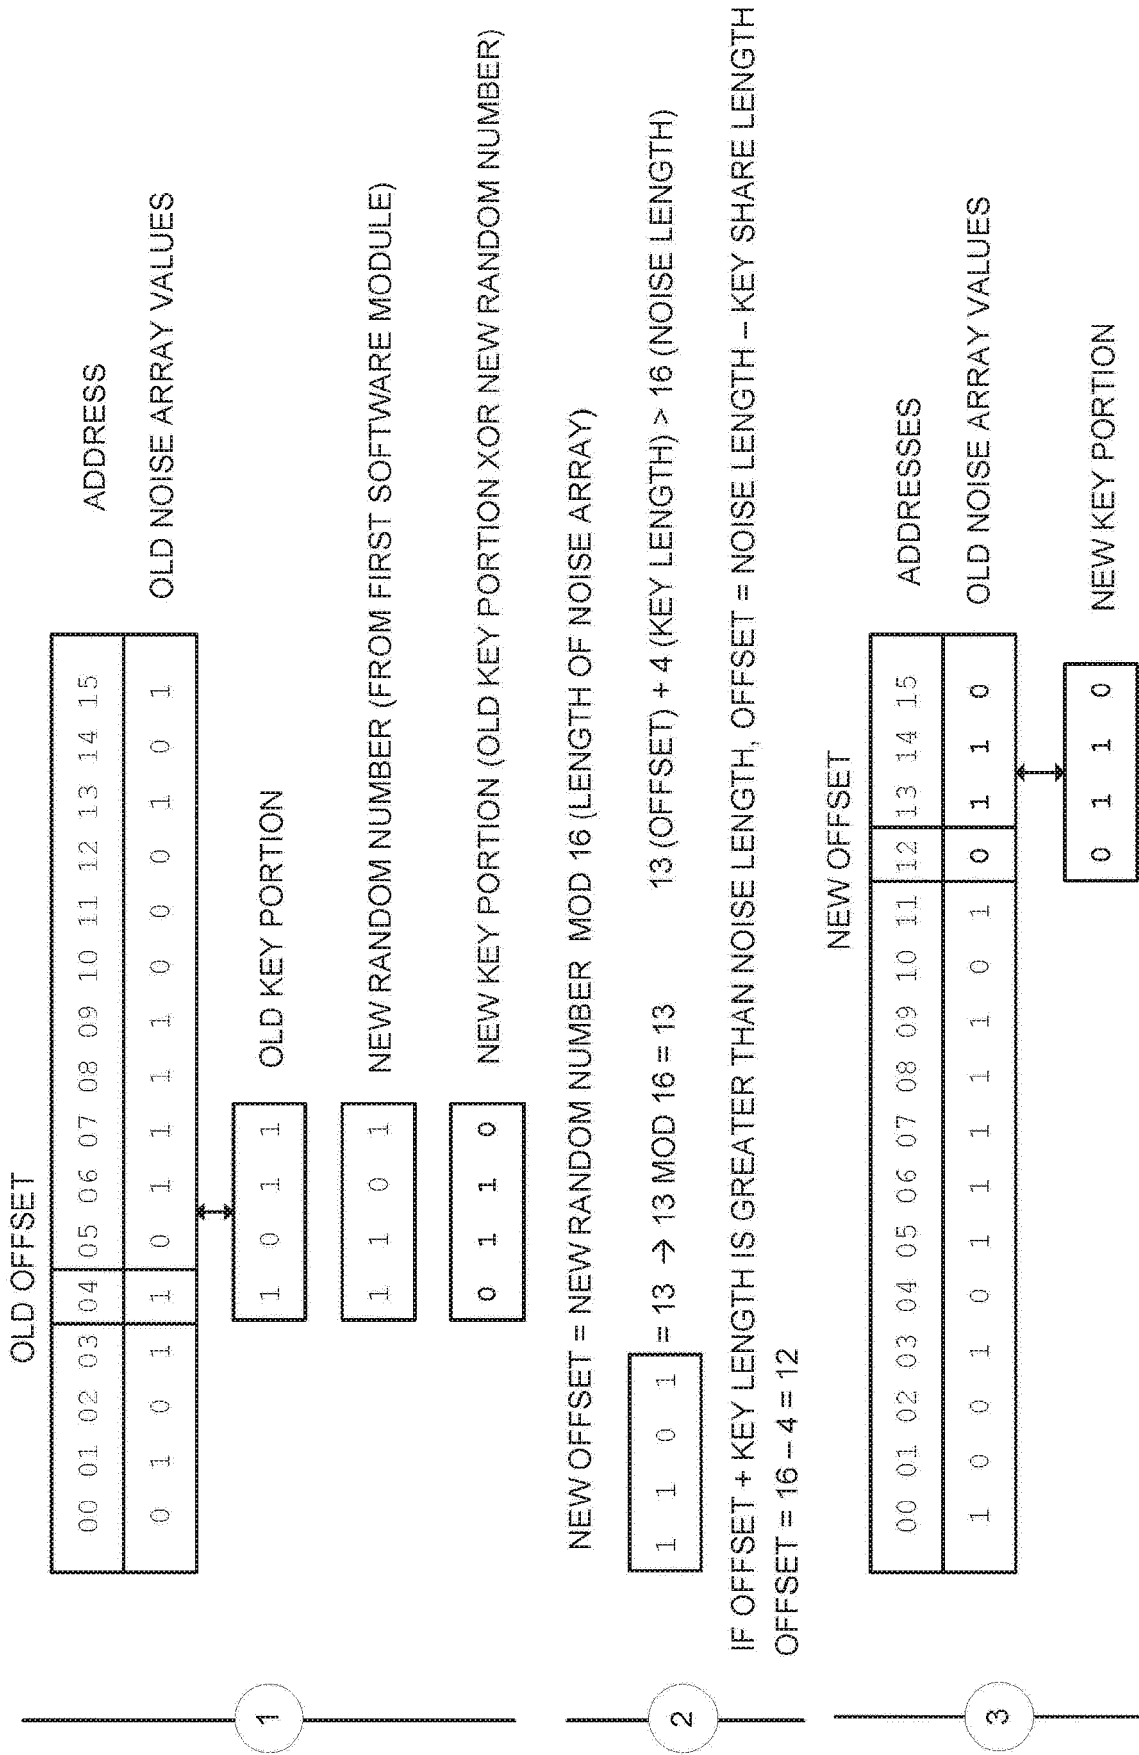 OLD OFFSET
00 01 02 03 04 05 06 07 08 09 10 11 12 13 14 15 ADDRESS
0 1 0 1 1 0 1 1 1 1 0 0 0 1 0 1 OLD NOISE ARRAY VALUES
1 0 1 1 OLD KEY PORTION
1
1 1 0 1 NEW RANDOM NUMBER (FROM FIRST SOFTWARE MODULE)
0 1 1 0 NEW KEY PORTION (OLD KEY PORTION XOR NEW RANDOM NUMBER)
NEW OFFSET = NEW RANDOM NUMBER MOD 16 (LENGTH OF NOISE ARRAY)
1 1 0 1 = 13 → 13 MOD 16 = 13 13 (OFFSET) + 4 (KEY LENGTH) > 16 (NOISE LENGTH)
2
IF OFFSET + KEY LENGTH IS GREATER THAN NOISE LENGTH, OFFSET = NOISE LENGTH – KEY SHARE LENGTH
OFFSET = 16 – 4 = 12
NEW OFFSET
00 01 02 03 04 05 06 07 08 09 10 11 12 13 14 15 ADDRESSES
1 0 0 1 0 1 1 1 1 1 0 1 0 1 1 0 OLD NOISE ARRAY VALUES
3
0 1 1 0 NEW KEY PORTION